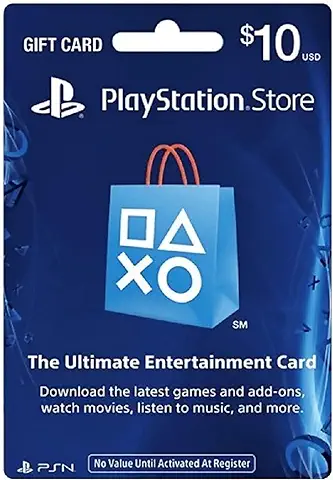 GIFT CARD
$10 USD
PlayStation.Store
SM
The Ultimate Entertainment Card
Download the latest games and add-ons,
watch movies, listen to music, and more.
PSN
No Value Until Activated At Register